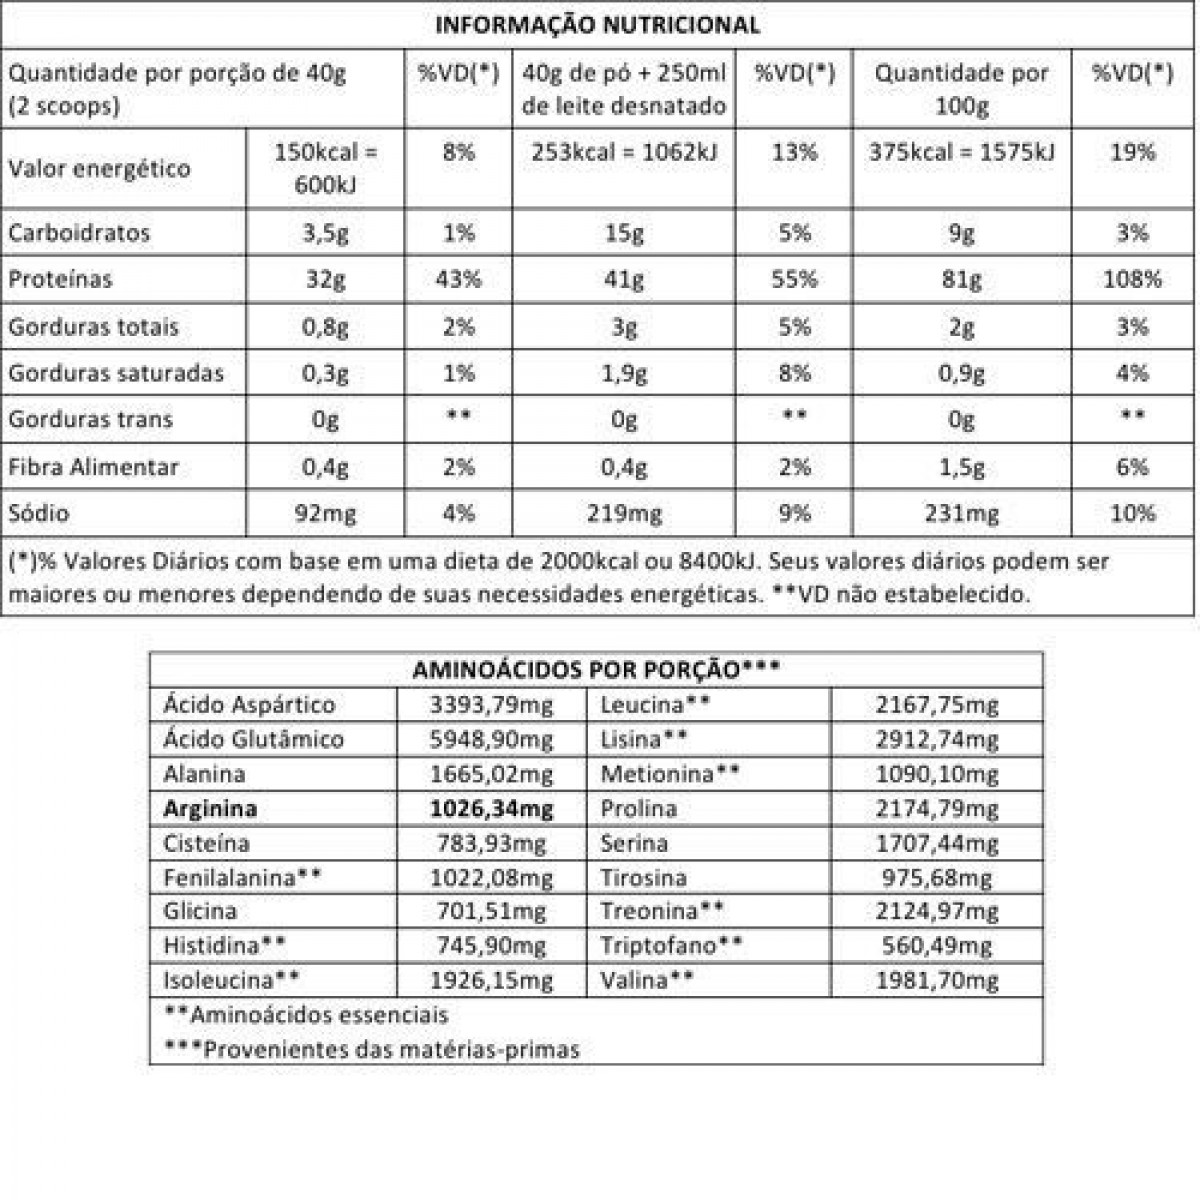 INFORMAÇÃO NUTRICIONAL
Quantidade por porção de 40g (2 scoops) %VD(*) 40g de pó + 250ml de leite desnatado %VD(*) Quantidade por 100g %VD(*)
Valor energético 150kcal = 600kJ 8% 253kcal = 1062kJ 13% 375kcal = 1575kJ 19%
Carboidratos 3,5g 1% 15g 5% 9g 3%
Proteínas 32g 43% 41g 55% 81g 108%
Gorduras totais 0,8g 2% 3g 5% 2g 3%
Gorduras saturadas 0,3g 1% 1,9g 8% 0,9g 4%
Gorduras trans 0g ** 0g ** 0g **
Fibra Alimentar 0,4g 2% 0,4g 2% 1,5g 6%
Sódio 92mg 4% 219mg 9% 231mg 10%
(*)% Valores Diários com base em uma dieta de 2000kcal ou 8400kJ. Seus valores diários podem ser
maiores ou menores dependendo de suas necessidades energéticas. **VD não estabelecido.
AMINOÁCIDOS POR PORÇÃO***
Ácido Aspártico 3393,79mg Leucina** 2167,75mg
Ácido Glutâmico 5948,90mg Lisina** 2912,74mg
Alanina 1665,02mg Metionina** 1090,10mg
Arginina 1026,34mg Prolina 2174,79mg
Cisteína 783,93mg Serina 1707,44mg
Fenilalanina** 1022,08mg Tirosina 975,68mg
Glicina 701,51mg Treonina** 2124,97mg
Histidina** 745,90mg Triptofano** 560,49mg
Isoleucina** 1926,15mg Valina** 1981,70mg
**Aminoácidos essenciais
***Provenientes das matérias-primas